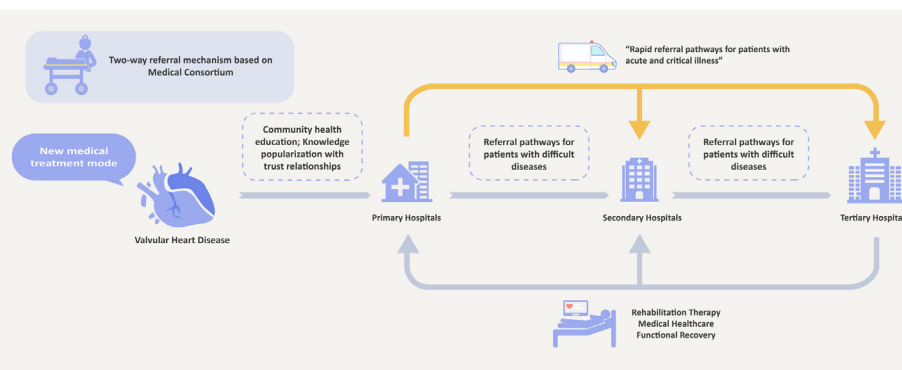 Two-way referral mechanism based on
Medical Consortium
"Rapid referral pathways for patients with
acute and critical illness"
New medical
treatment mode
Community health
education; Knowledge
popularization with
trust relationships
Referral pathways for
patients with difficult
diseases
Referral pathways for
patients with difficult
diseases
Valvular Heart Disease
Primary Hospitals
Secondary Hospitals
Tertiary Hospita
Rehabilitation Therapy
Medical Healthcare
Functional Recovery